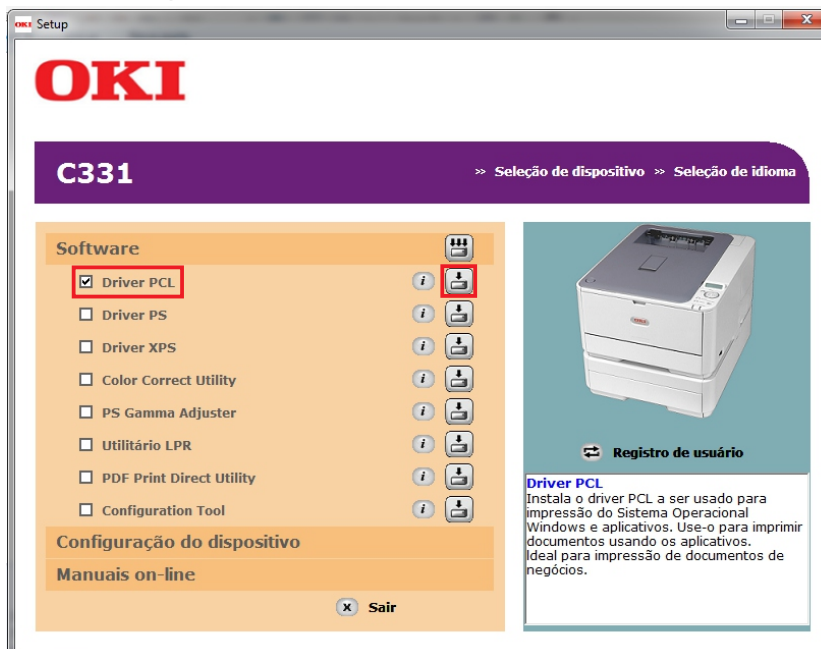 OKI Setup
OKI
C331
» Seleção de dispositivo » Seleção de idioma
Software
Driver PCL
Driver PS
Driver XPS
Color Correct Utility
PS Gamma Adjuster
Utilitário LPR
PDF Print Direct Utility
Configuration Tool
Configuração do dispositivo
Manuais on-line
x Sair
Registro de usuário
Driver PCL
Instala o driver PCL a ser usado para
impressão do Sistema Operacional
Windows e aplicativos. Use-o para imprimir
documentos usando os aplicativos.
Ideal para impressão de documentos de
negócios.